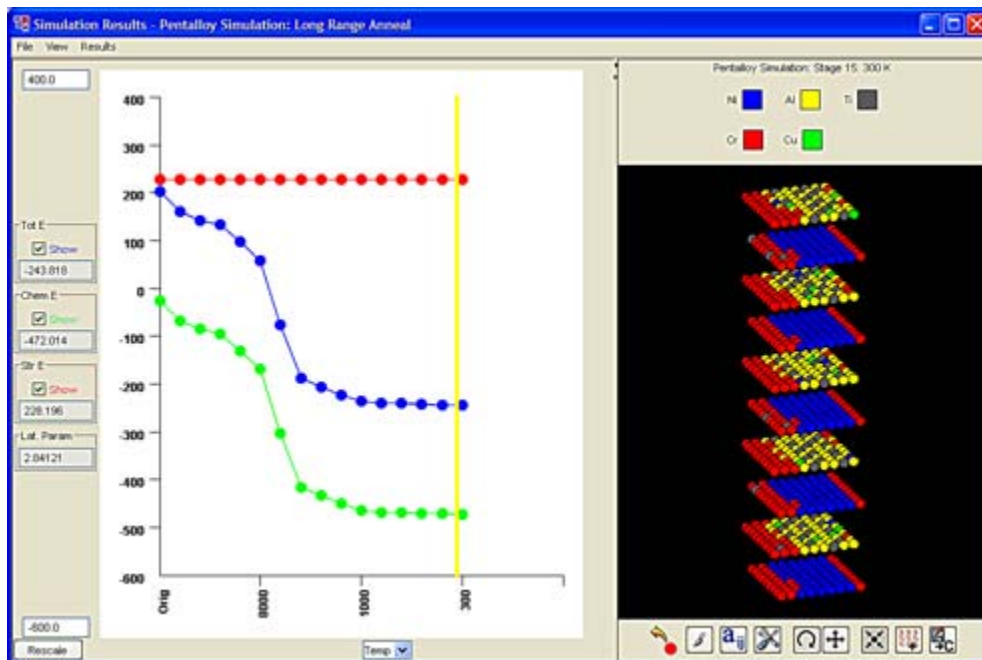 Simulation Results - Pentalloy Simulation: Long Range Anneal
File View Results
400.0
Tot E
Show
-243.818
Chem E
Show
-472.014
Str E
Show
228.196
Lat. Param
2.84121
-600.0
Rescale
400
300
200
100
0
-100
-200
-300
-400
-500
-600
Orig
8000
1000
300
Temp
Pentalloy Simulation: Stage 15, 300 K
Ni Al Ti
Cr Cu
a
C